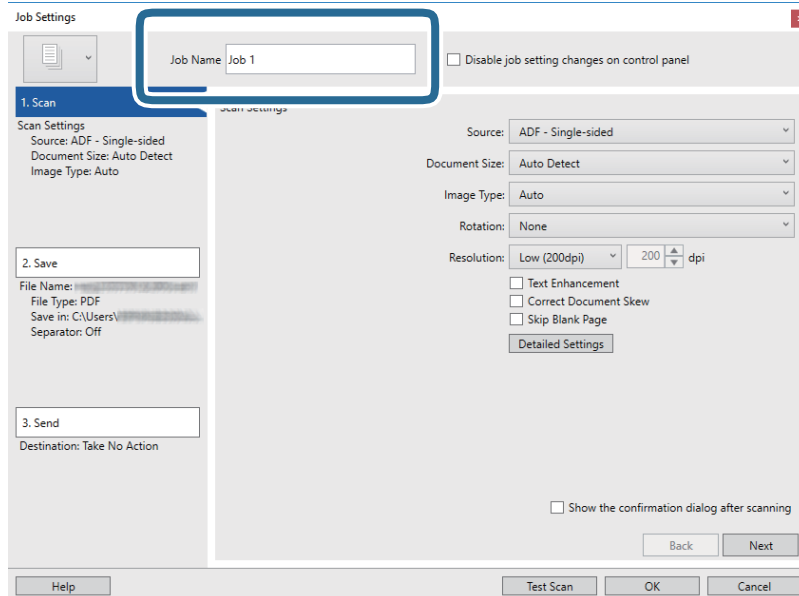 Job Settings
Job Name Job 1
Disable job setting changes on control panel
1. Scan
Scan Settings
Source: ADF - Single-sided
Document Size: Auto Detect
Image Type: Auto
2. Save
File Name:
File Type: PDF
Save in: C:\Users\
Separator: Off
3. Send
Destination: Take No Action
Scan Settings
Source: ADF - Single-sided
Document Size: Auto Detect
Image Type: Auto
Rotation: None
Resolution: Low (200dpi) 200 dpi
Text Enhancement
Correct Document Skew
Skip Blank Page
Detailed Settings
Show the confirmation dialog after scanning
Back Next
Help Test Scan OK Cancel